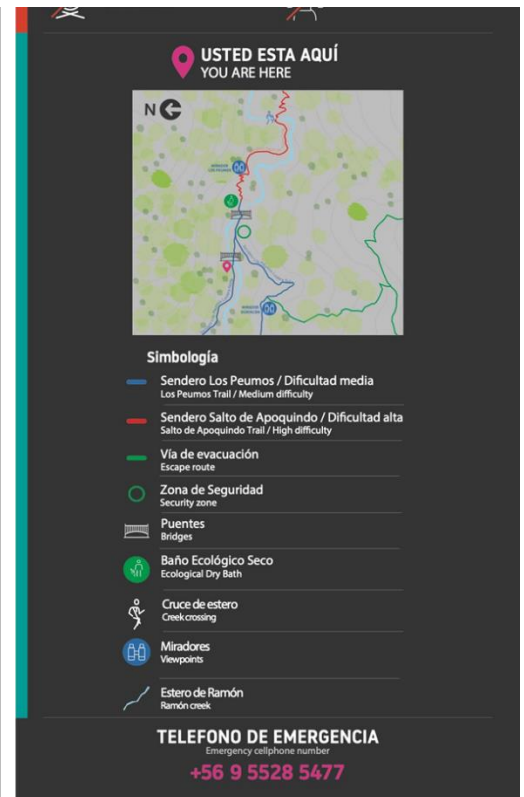 USTED ESTA AQUÍ
YOU ARE HERE
N
Simbología
Sendero Los Peumos / Dificultad media
Los Peumos Trail / Medium difficulty
Sendero Salto de Apoquindo / Dificultad alta
Salto de Apoquindo Trail / High difficulty
Vía de evacuación
Escape route
Zona de Seguridad
Security zone
Puentes
Bridges
Baño Ecológico Seco
Ecological Dry Bath
Cruce de estero
Creek crossing
Miradores
Viewpoints
Estero de Ramón
Ramón creek
TELEFONO DE EMERGENCIA
Emergency cellphone number
+56 9 5528 5477